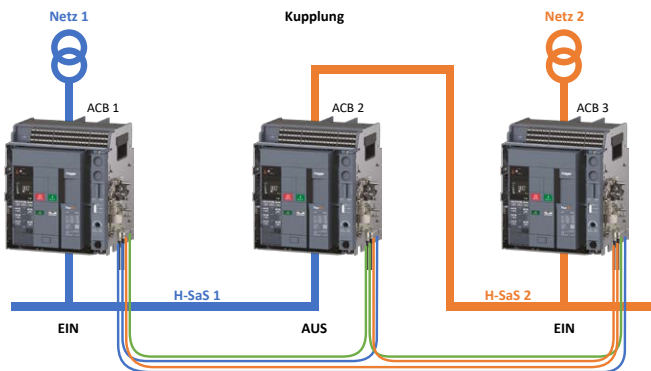 Netz 1
Kupplung
Netz 2
ACB 1
ACB 2
ACB 3
H-SaS 1
H-SaS 2
EIN
AUS
EIN